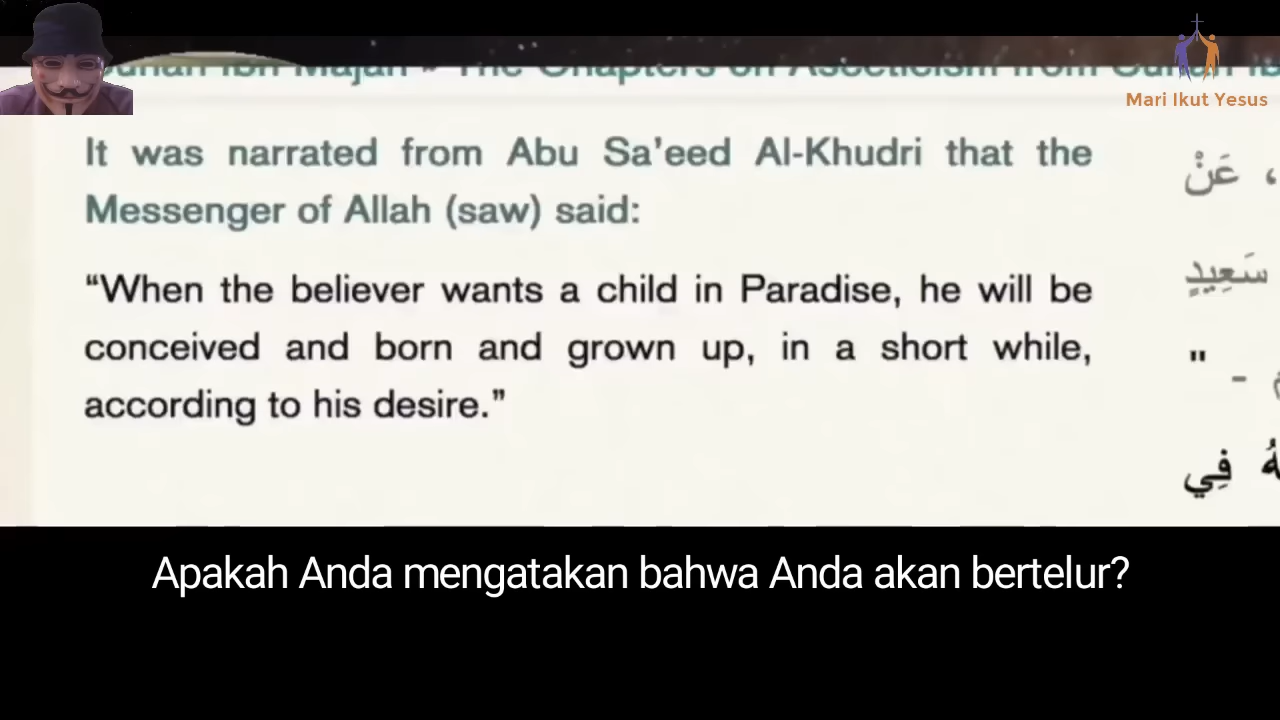 Mari Ikut Yesus
It was narrated from Abu Sa'eed Al-Khudri that the
Messenger of Allah (saw) said:
“When the believer wants a child in Paradise, he will be
conceived and born and grown up, in a short while,
according to his desire.”
، عَنْ
سَعِيدٍ
"
فِي
Apakah Anda mengatakan bahwa Anda akan bertelur?